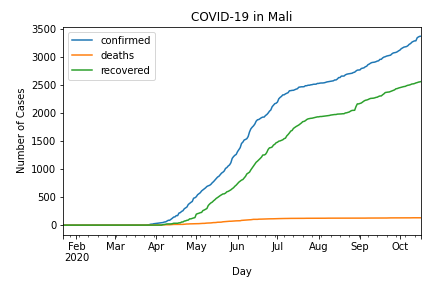 COVID-19 in Mali
confirmed
deaths
recovered
Number of Cases
3500
3000
2500
2000
1500
1000
500
0
Feb Mar Apr May Jun Jul Aug Sep Oct
2020
Day